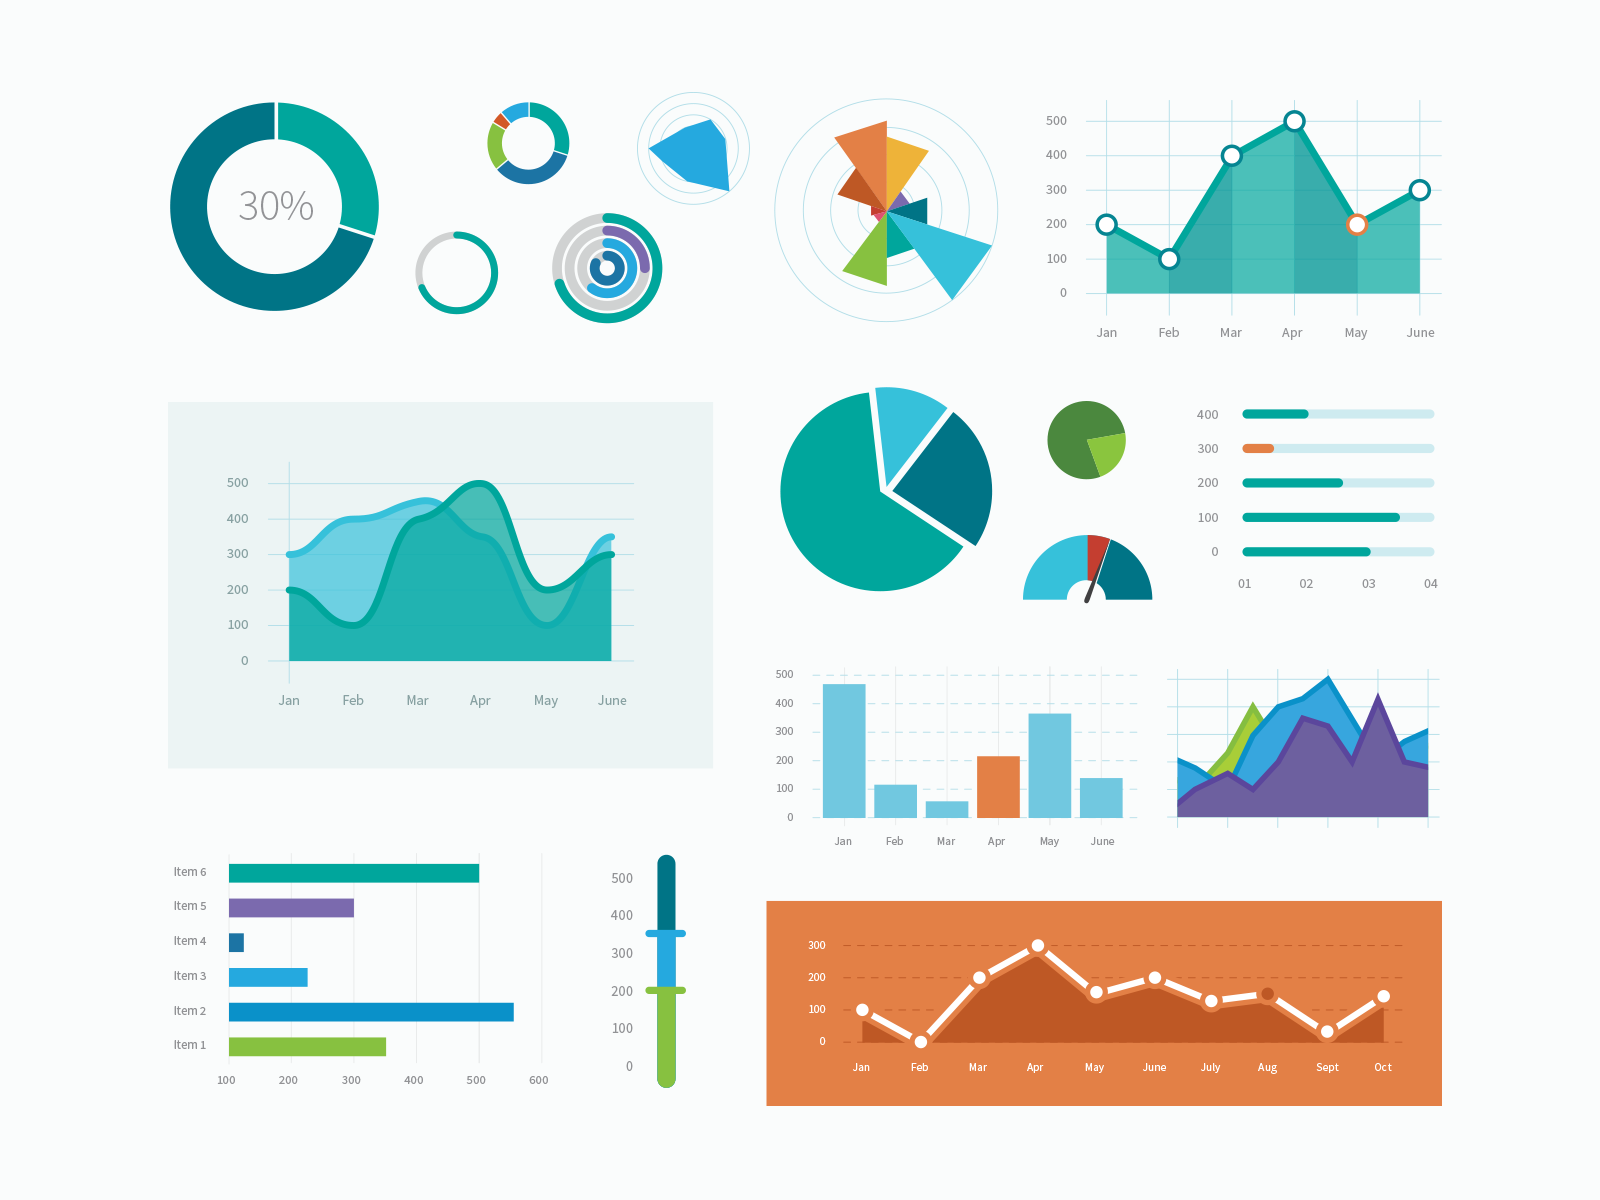 30%
500
400
300
200
100
0
Jan Feb Mar Apr May June
500
400
300
200
100
0
Jan Feb Mar Apr May June
400
300
200
100
0
01 02 03 04
500
400
300
200
100
0
Jan Feb Mar Apr May June
Item 6
Item 5
Item 4
Item 3
Item 2
Item 1
100 200 300 400 500 600
500
400
300
200
100
0
300
200
100
0
Jan Feb Mar Apr May June July Aug Sept Oct